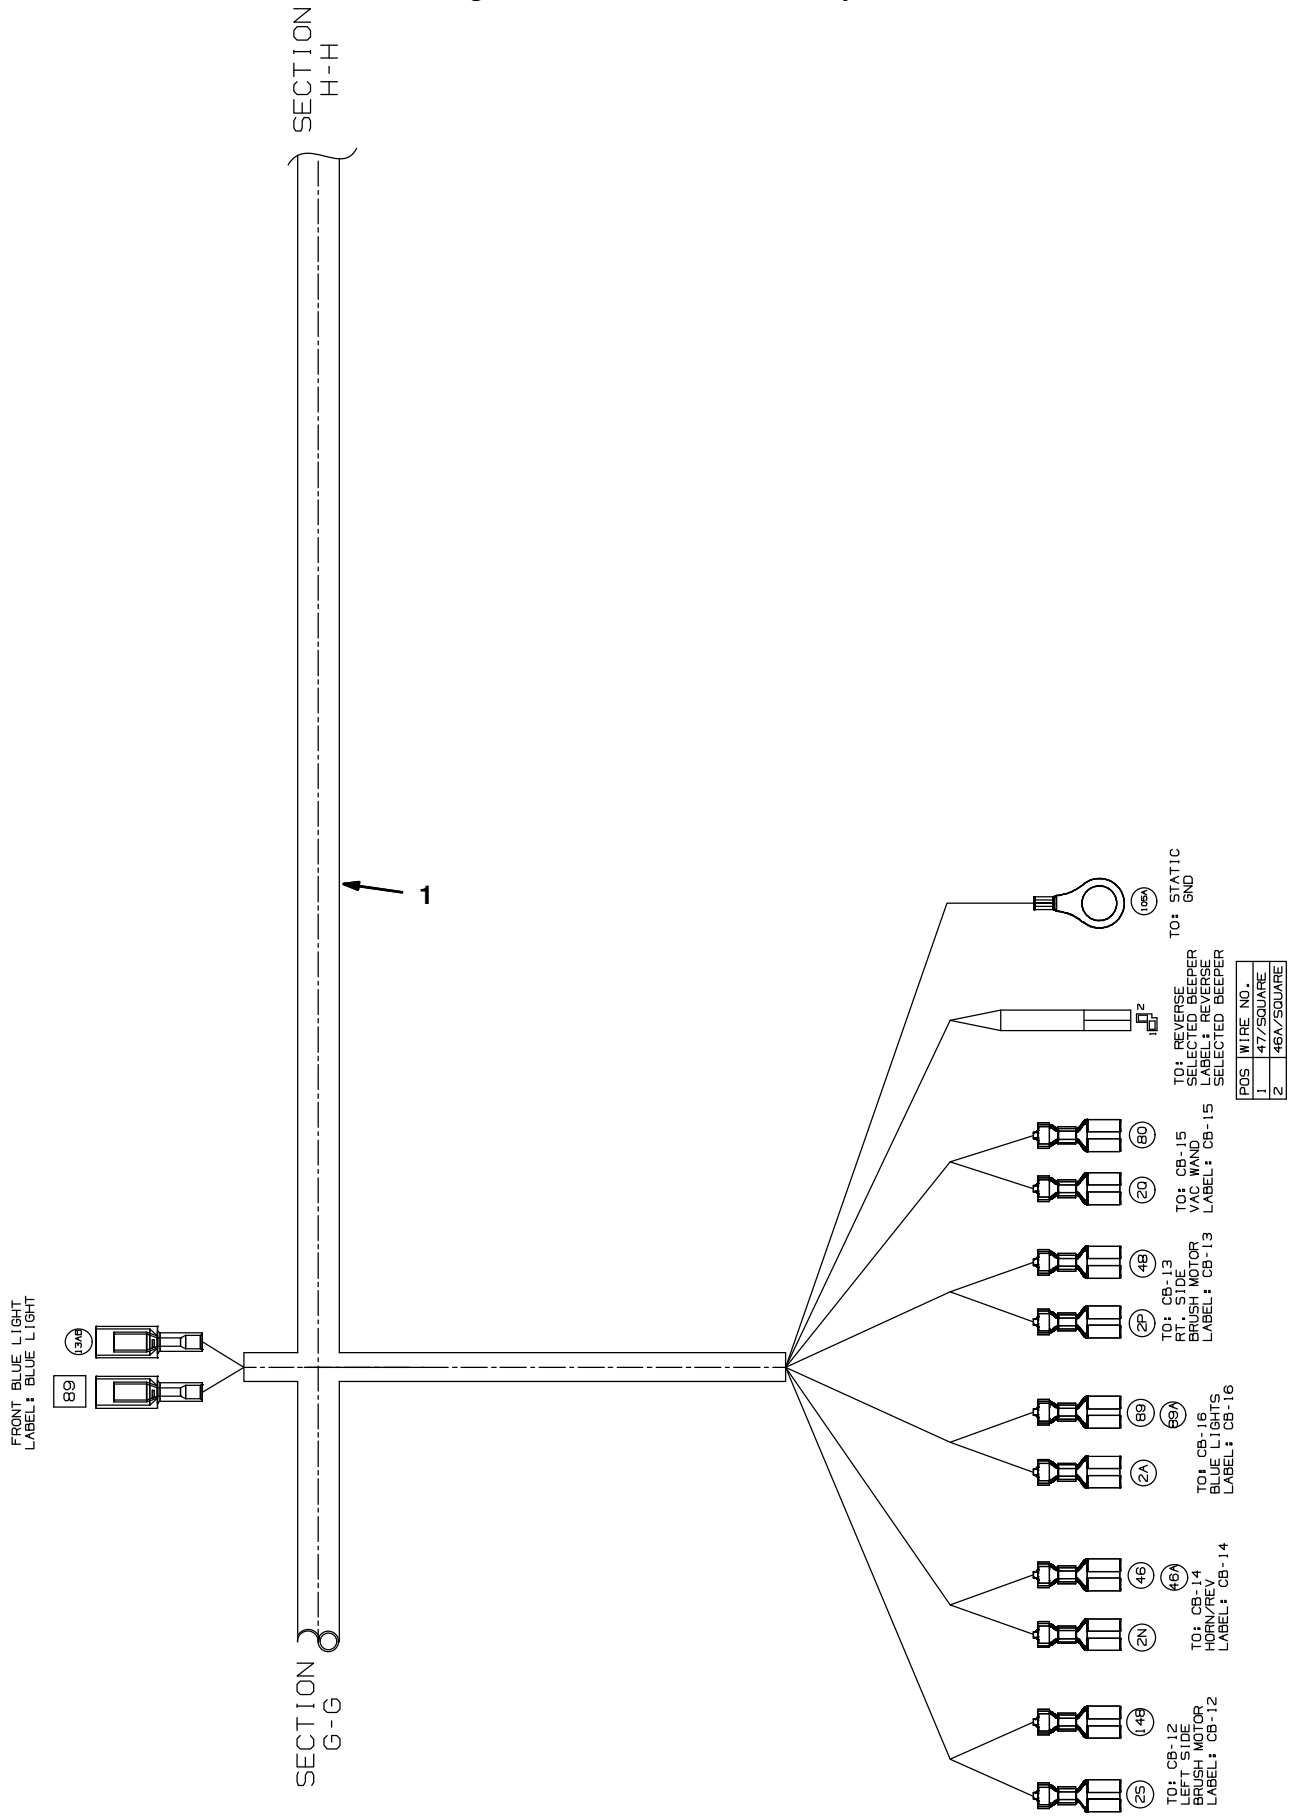 SECTION
H-H
1
FRONT BLUE LIGHT
LABEL: BLUE LIGHT
89
13AB
SECTION
G-G
105A
TO: STATIC
GND
1
2
TO: REVERSE
SELECTED BEEPER
LABEL: REVERSE
SELECTED BEEPER
POS WIRE NO.
1 47/SQUARE
2 46A/SQUARE
20
80
TO: CB-15
VAC WAND
LABEL: CB-15
2P
48
TO: CB-13
RT. SIDE
BRUSH MOTOR
LABEL: CB-13
2A
89
89A
TO: CB-16
BLUE LIGHTS
LABEL: CB-16
2N
46
46A
TO: CB-14
HORN/REV
LABEL: CB-14
2S
TO: CB-12
LEFT SIDE
BRUSH MOTOR
LABEL: CB-12